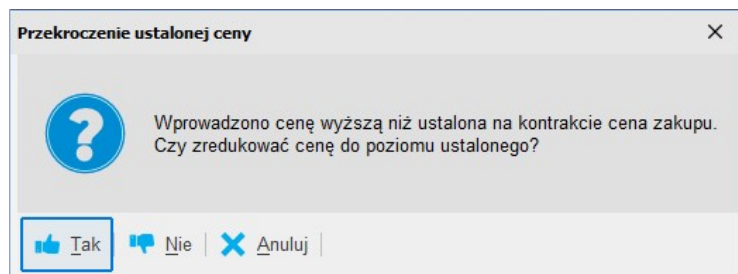 Przekroczenie ustalonej ceny
Wprowadzono cenę wyższą niż ustalona na kontrakcie cena zakupu.
Czy zredukować cenę do poziomu ustalonego?
Tak Nie Anuluj